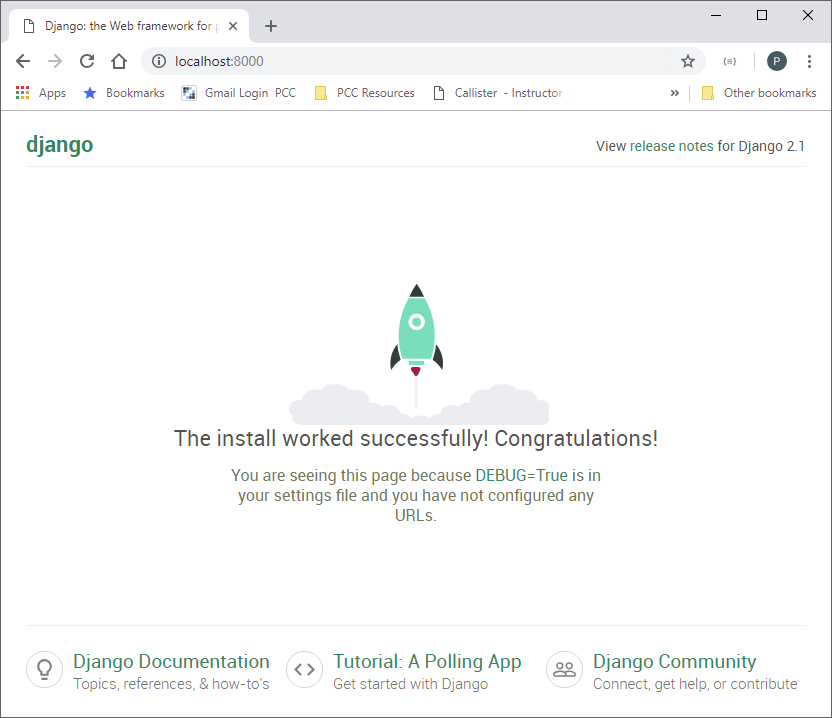 Django: the Web framework for p
localhost:8000
P
Apps
Bookmarks
Gmail Login PCC
PCC Resources
Callister - Instructor
»
Other bookmarks
django
View release notes for Django 2.1
The install worked successfully! Congratulations!
You are seeing this page because DEBUG=True is in
your settings file and you have not configured any
URLs.
Django Documentation
Topics, references, & how-to's
Tutorial: A Polling App
Get started with Django
Django Community
Connect, get help, or contribute